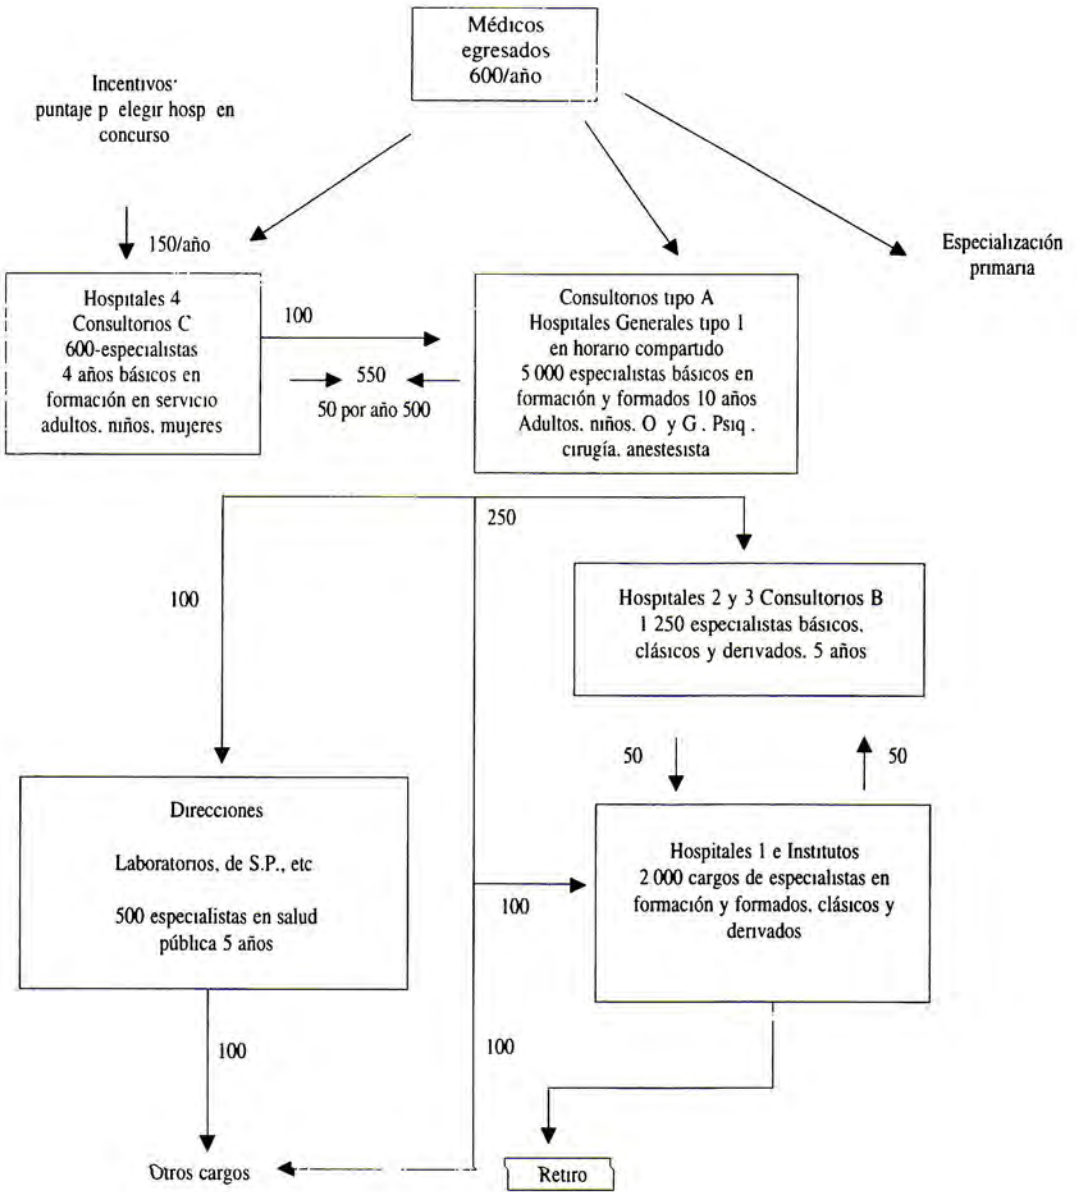 Médicos
egresados
600/año
Incentivos·
puntaje p elegir hosp en
concurso
150/año
Especialización
primaria
Hospitales 4
Consultorios C
600-especialistas
4 años básicos en
formación en servicio
adultos, niños, mujeres
100
550
50 por año 500
Consultorios tipo A
Hospitales Generales tipo 1
en horario compartido
5 000 especialistas básicos en
formación y formados 10 años
Adultos, niños, O y G . Psiq .
cirugía, anestesista
250
100
Hospitales 2 y 3 Consultorios B
1 250 especialistas básicos,
clásicos y derivados. 5 años
50
50
Direcciones
Laboratorios, de S.P., etc
500 especialistas en salud
pública 5 años
Hospitales 1 e Institutos
2 000 cargos de especialistas en
formación y formados, clásicos y
derivados
100
100
100
Otros cargos
Retiro